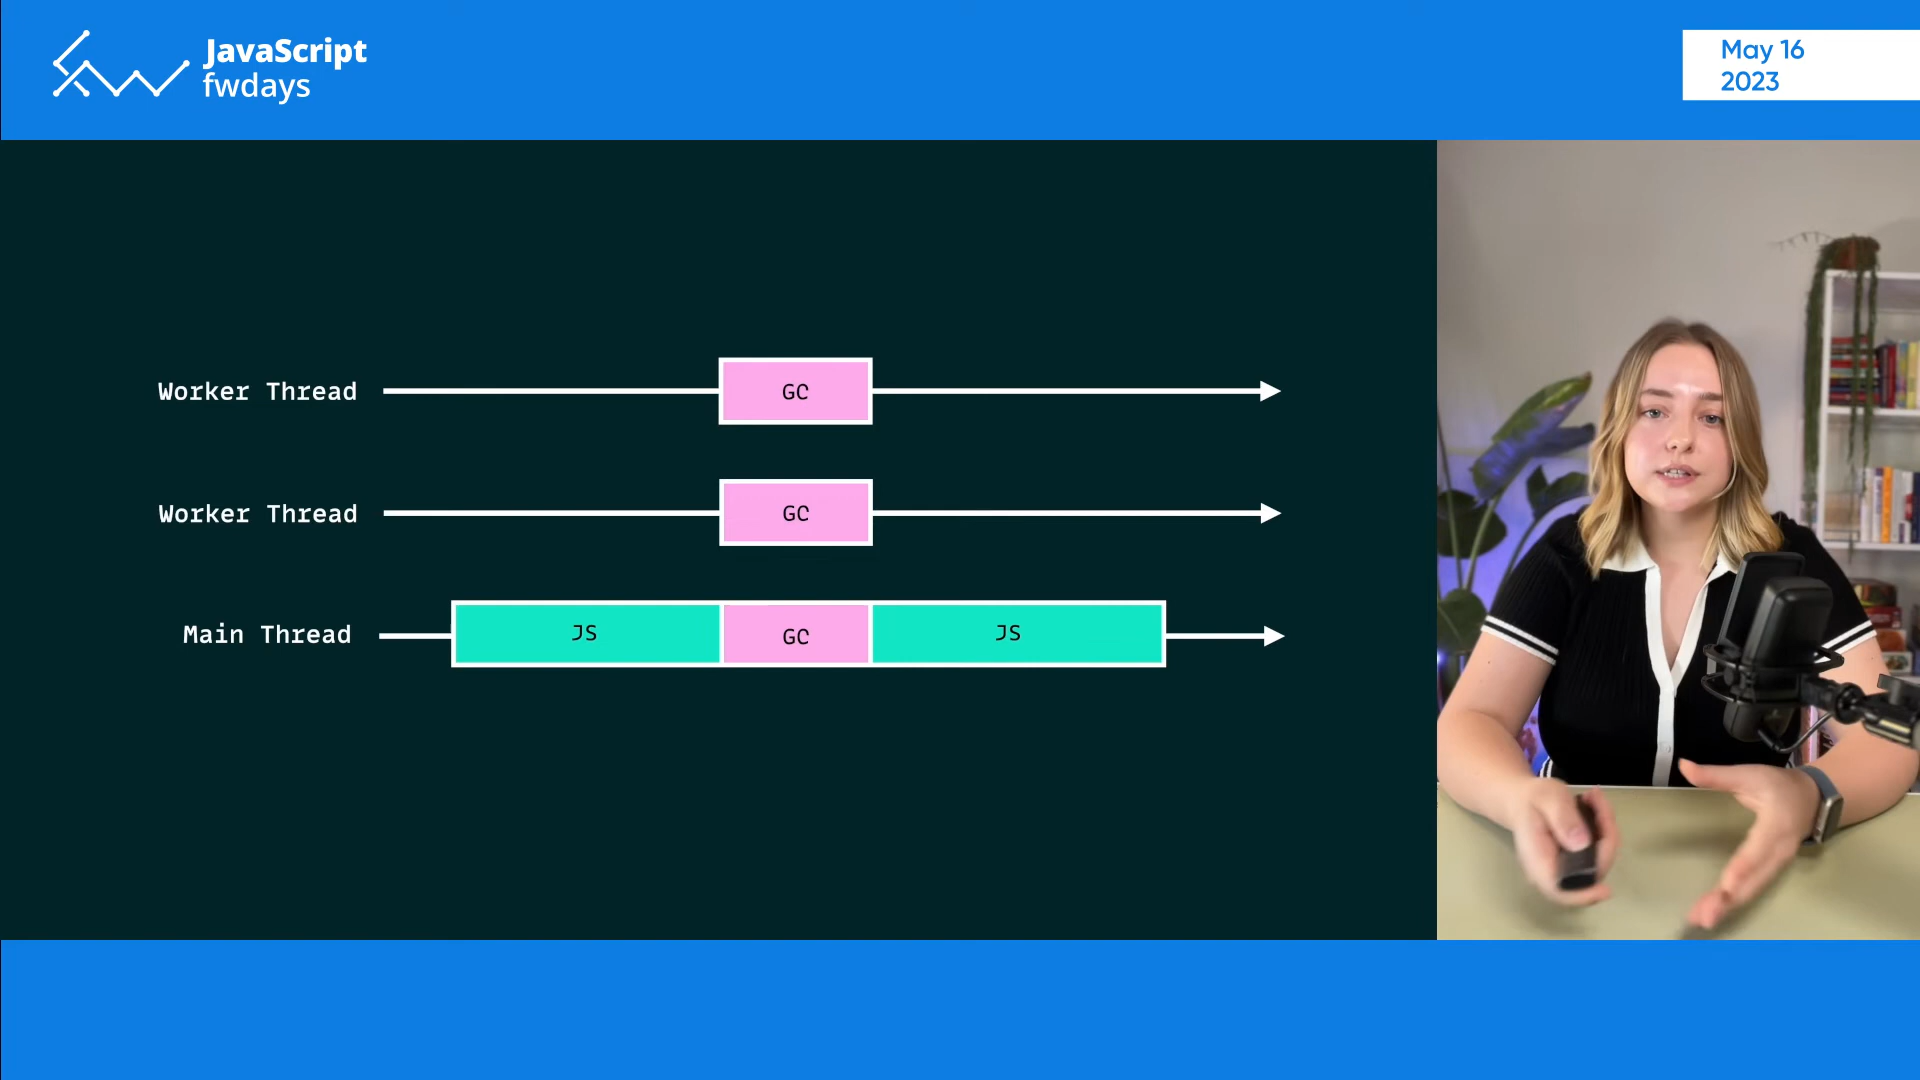 JavaScript
fwdays
May 16
2023
Worker Thread
GC
Worker Thread
GC
Main Thread
JS
GC
JS